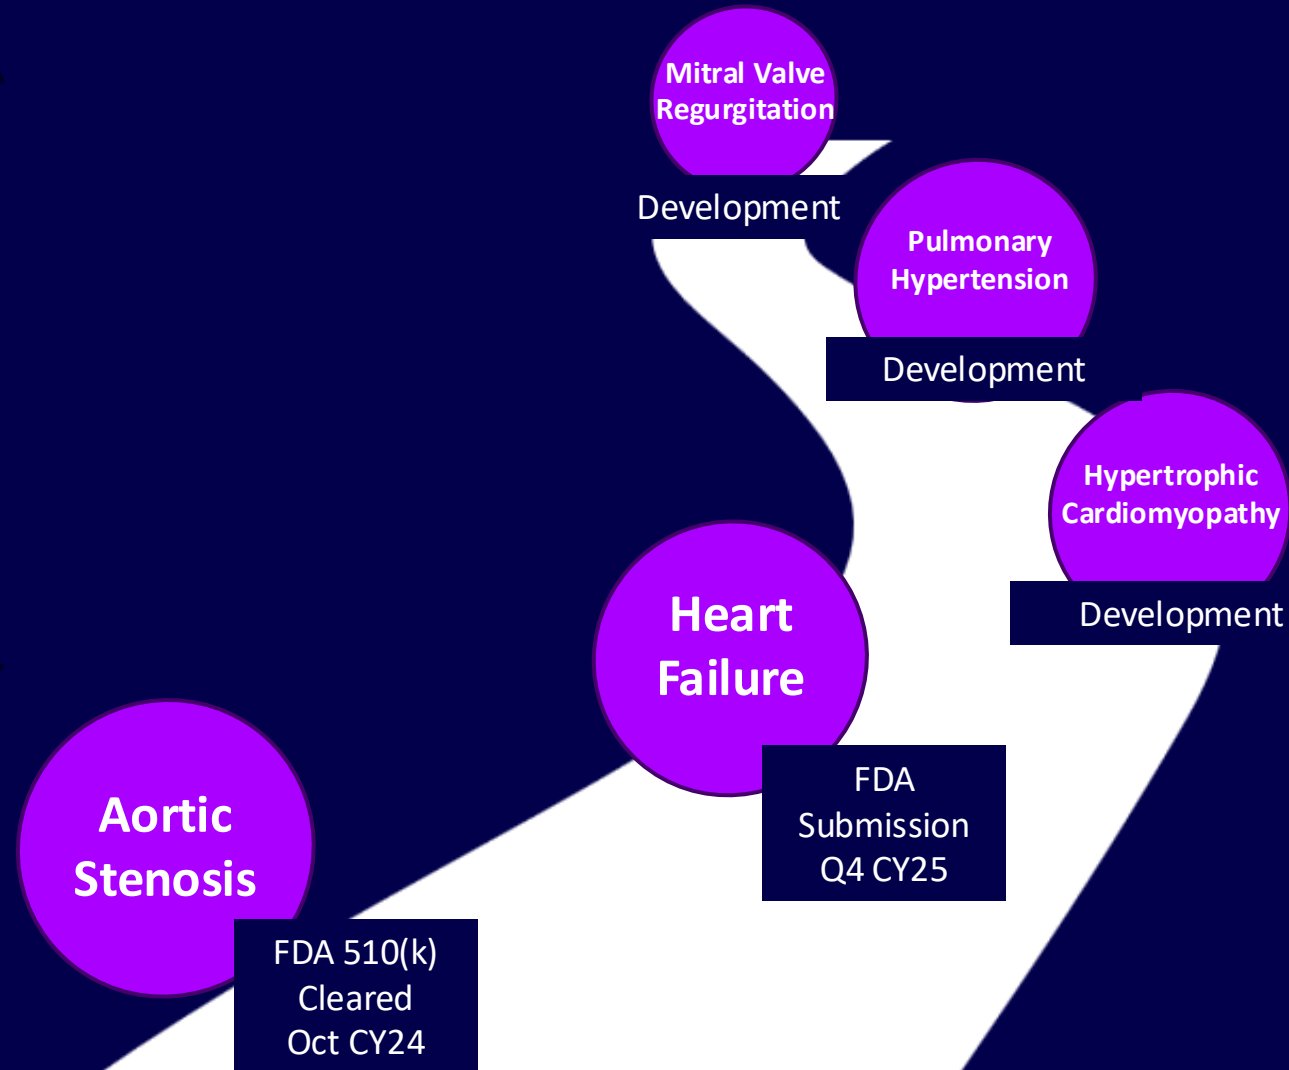 Mitral Valve
Regurgitation
Development
Pulmonary
Hypertension
Development
Hypertrophic
Cardiomyopathy
Development
Heart
Failure
FDA
Submission
Q4 CY25
Aortic
Stenosis
FDA 510(k)
Cleared
Oct CY24